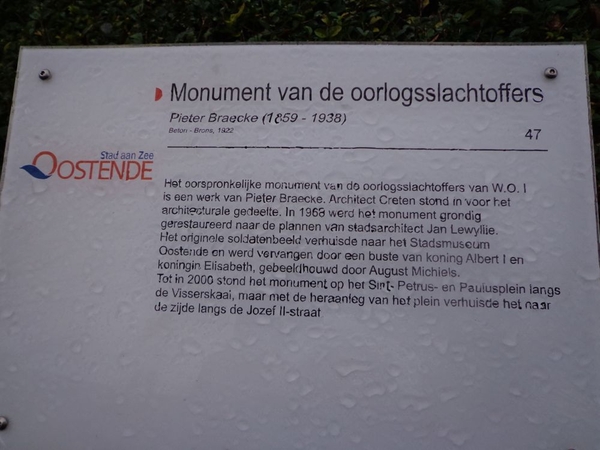 Monument van de oorlogsslachtoffers
Pieter Braecke (1859 - 1938)
Beton - Brons, 1922
47
Stad aan Zee
OOSTENDE
Het oorspronkelijke monument van de oorlogsslachtoffers van W.O. I
is een werk van Pieter Braecke. Architect Creten stond in voor het
architecturale gedeelte. In 1968 werd het monument grondig
gerestaureerd naar de plannen van stadsarchitect Jan Lewyllie.
Het originele soldatenbeeld verhuisde naar het Stadsmuseum
Oostende en werd vervangen door een buste van koning Albert I en
koningin Elisabeth, gebeeldhouwd door August Michiels.
Tot in 2000 stond het monument op het Sint- Petrus- en Paulusplein langs
de Visserskaai, maar met de heraanleg van het plein verhuisde het naar
de zijde langs de Jozef II-straat